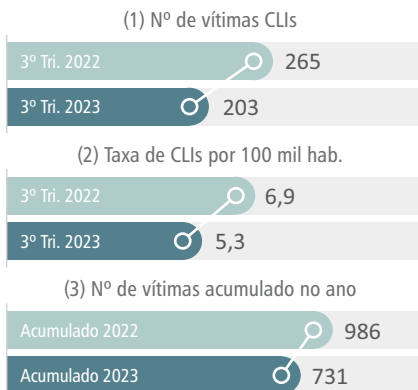 (1) Nº de vítimas CLIs
3º Tri. 2022 265
3º Tri. 2023 203
(2) Taxa de CLIs por 100 mil hab.
3º Tri. 2022 6,9
3º Tri. 2023 5,3
(3) Nº de vítimas acumulado no ano
Acumulado 2022 986
Acumulado 2023 731